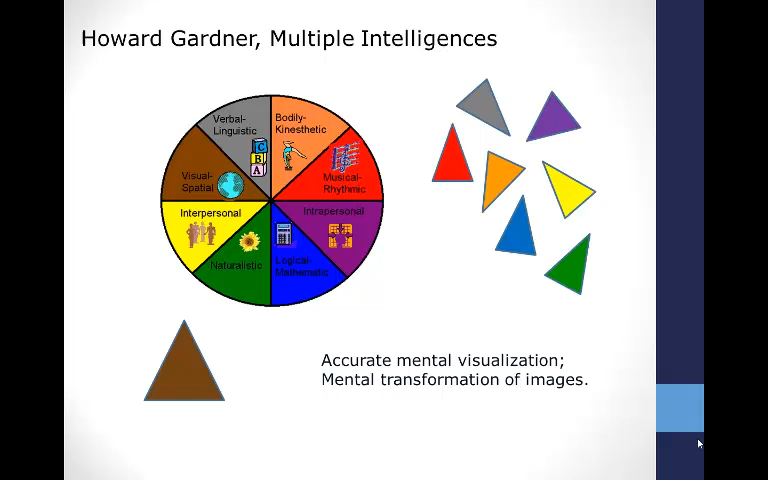 Howard Gardner, Multiple Intelligences
Verbal-
Linguistic
Bodily-
Kinesthetic
C
B
A
Visual-
Spatial
Musical-
Rhythmic
Interpersonal
Intrapersonal
Naturalistic
Logical-
Mathematic
Accurate mental visualization;
Mental transformation of images.